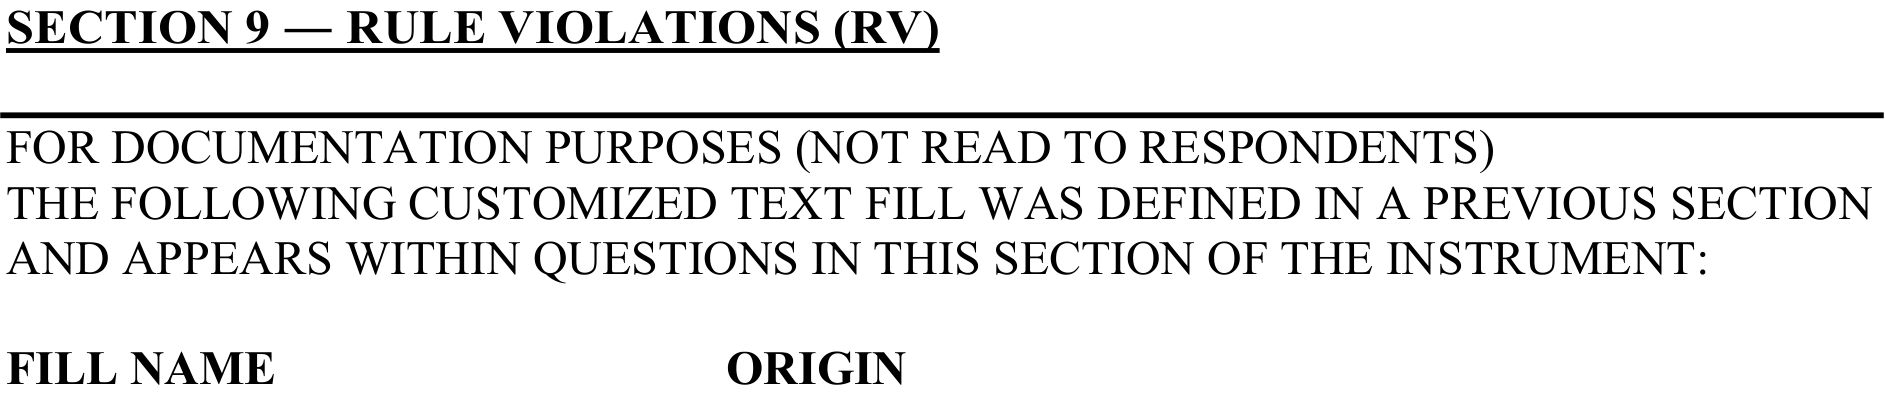 SECTION 9 — RULE VIOLATIONS (RV)
FOR DOCUMENTATION PURPOSES (NOT READ TO RESPONDENTS)
THE FOLLOWING CUSTOMIZED TEXT FILL WAS DEFINED IN A PREVIOUS SECTION
AND APPEARS WITHIN QUESTIONS IN THIS SECTION OF THE INSTRUMENT:
FILL NAME ORIGIN